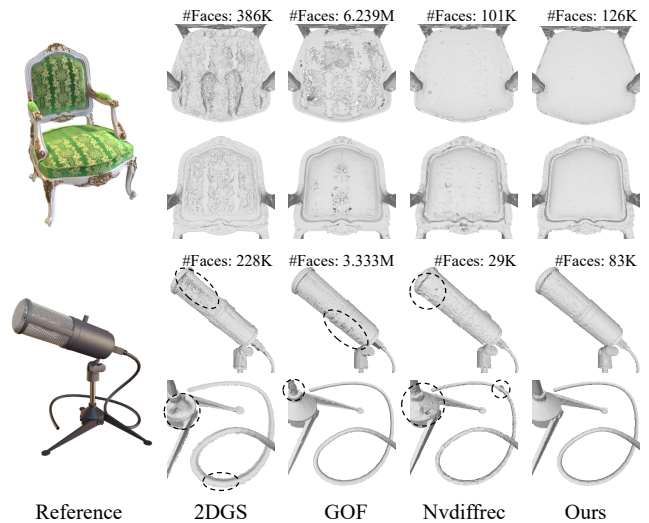 #Faces: 386K #Faces: 6.239M #Faces: 101K #Faces: 126K
#Faces: 228K #Faces: 3.333M #Faces: 29K #Faces: 83K
Reference 2DGS GOF Nvdiffrec Ours